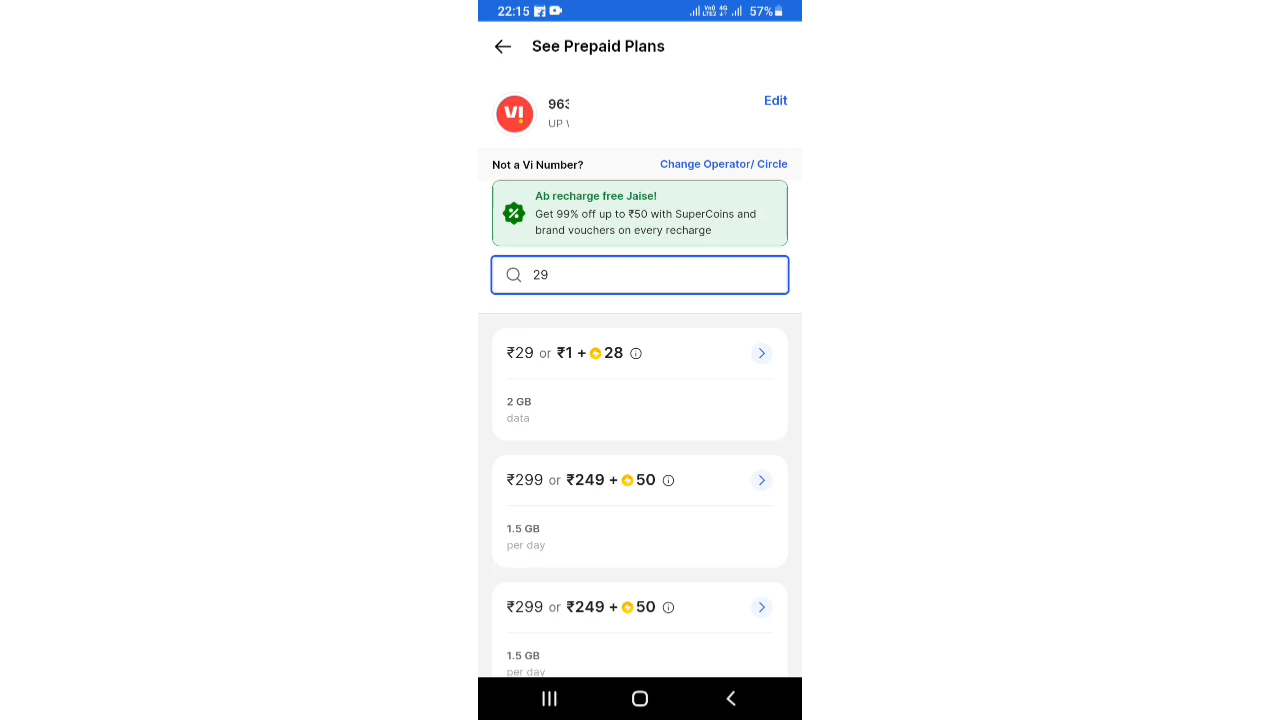 22:15 57%
See Prepaid Plans
VI
963
Edit
UP
Not a Vi Number? Change Operator/ Circle
Ab recharge free Jaise!
Get 99% off up to ₹50 with SuperCoins and
brand vouchers on every recharge
29
₹29 or ₹1 + 28
2 GB
data
₹299 or ₹249 + 50
1.5 GB
per day
₹299 or ₹249 + 50
1.5 GB
per day